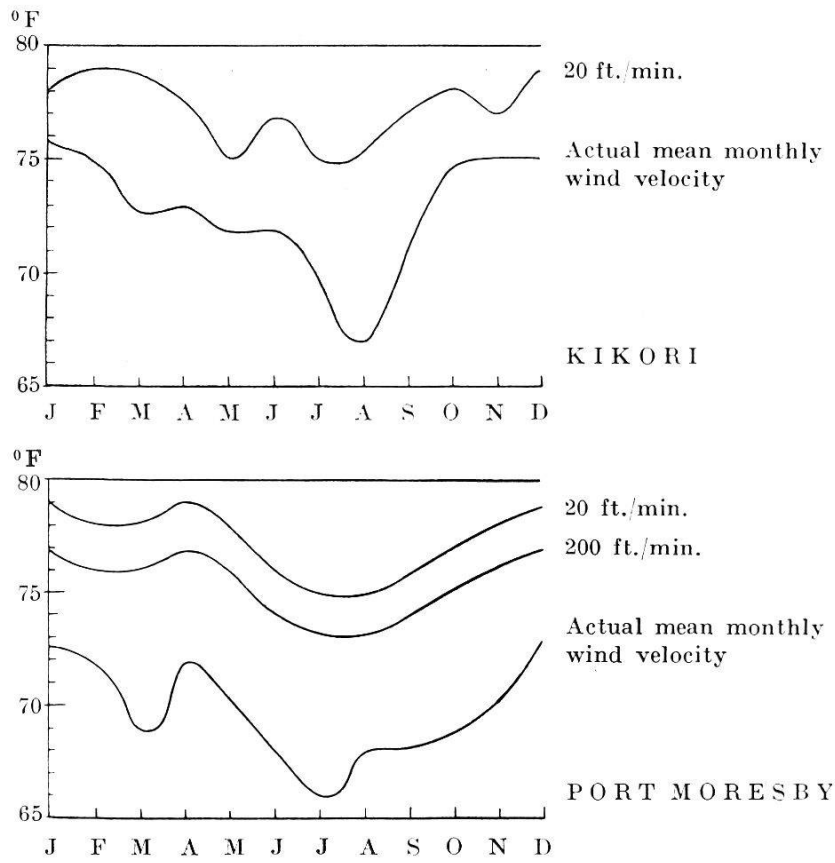 °F
80
20 ft./min.
75
Actual mean monthly
wind velocity
70
KIKORI
65
J F M A M J J A S O N D
°F
80
20 ft./min.
200 ft./min.
75
Actual mean monthly
wind velocity
70
PORT MORESBY
65
J F M A M J J A S O N D